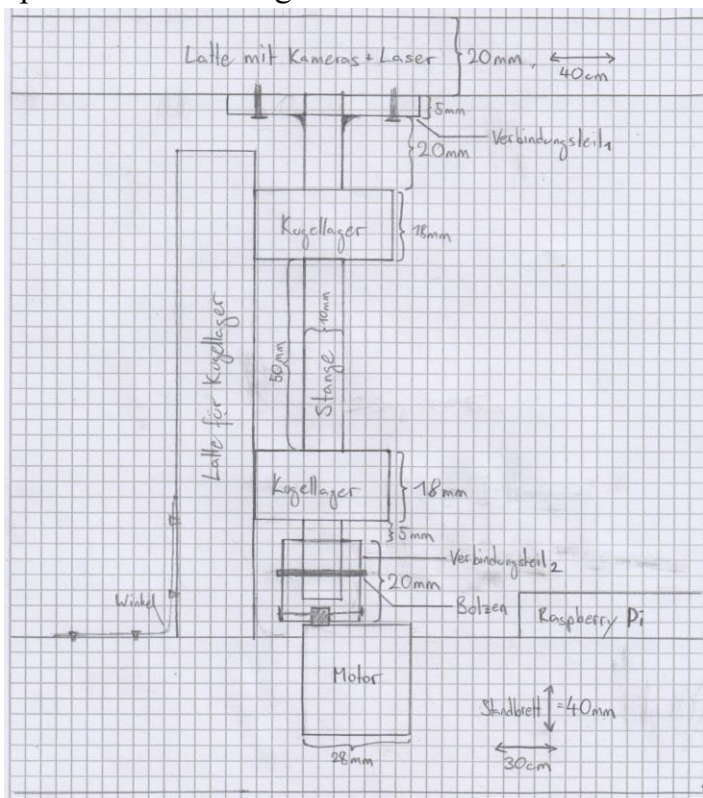 Latte mit Kameras + Laser
20mm,
40cm
5mm
Verbindungsteil1
20mm
Kugellager
18mm
10mm
50mm
Stange
Latte für Kugellager
Kugellager
18mm
5mm
Verbindungsteil2
20mm
Bolzen
Winkel
Raspberry Pi
Motor
Standbrett
=40mm
28mm
30cm